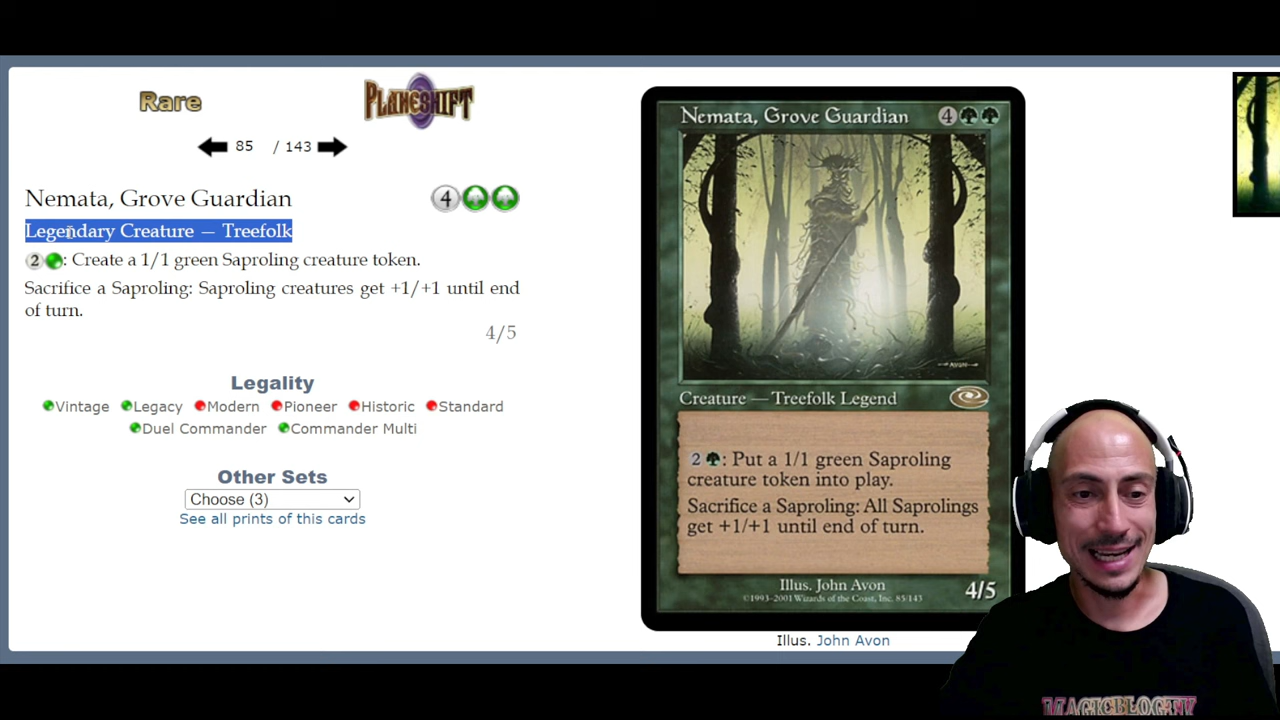 Rare
PLANESHIFT
85 / 143
Nemata, Grove Guardian 4
Legendary Creature — Treefolk
2 : Create a 1/1 green Saproling creature token.
Sacrifice a Saproling: Saproling creatures get +1/+1 until end
of turn.
4/5
Legality
Vintage Legacy Modern Pioneer Historic Standard
Duel Commander Commander Multi
Other Sets
Choose (3)
See all prints of this cards
Nemata, Grove Guardian 4
AVON
Creature — Treefolk Legend
2 : Put a 1/1 green Saproling
creature token into play.
Sacrifice a Saproling: All Saprolings
get +1/+1 until end of turn.
Illus. John Avon
©1993-2001 Wizards of the Coast, Inc. 85/143
4/5
Illus. John Avon
MAGICBLOGTV